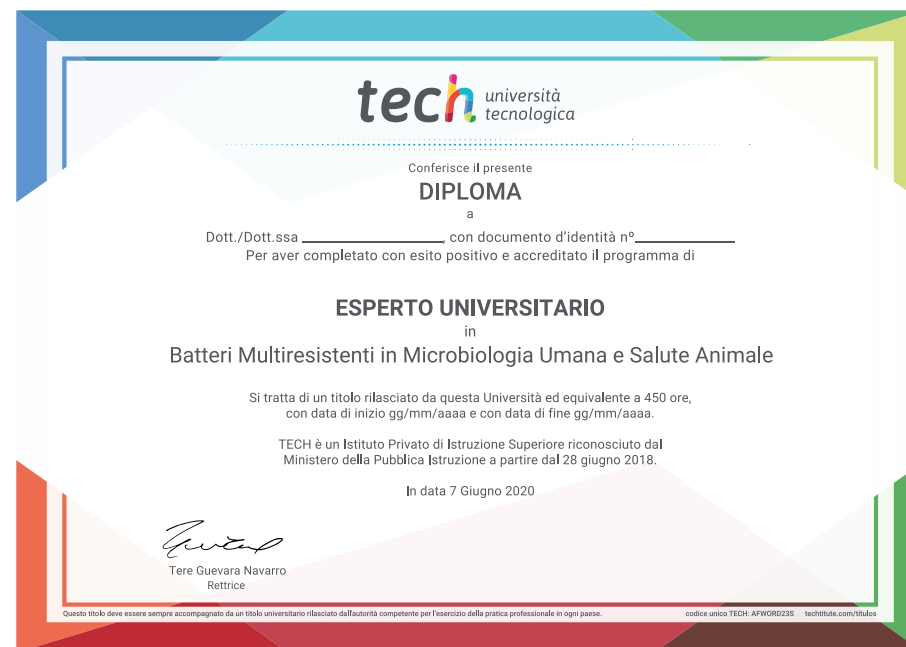 tech università
tecnologica
Conferisce il presente
DIPLOMA
a
Dott./Dott.ssa ____________, con documento d'identità nº____________
Per aver completato con esito positivo e accreditato il programma di
ESPERTO UNIVERSITARIO
in
Batteri Multiresistenti in Microbiologia Umana e Salute Animale
Si tratta di un titolo rilasciato da questa Università ed equivalente a 450 ore,
con data di inizio gg/mm/aaaa e con data di fine gg/mm/aaaa.
TECH è un Istituto Privato di Istruzione Superiore riconosciuto dal
Ministero della Pubblica Istruzione a partire dal 28 giugno 2018.
In data 7 Giugno 2020
Tere Guevara Navarro
Rettrice
Questo titolo deve essere sempre accompagnato da un titolo universitario rilasciato dall'autorità competente per l'esercizio della pratica professionale in ogni paese. codice unico TECH: AFWORD23S techtitute.com/titulos